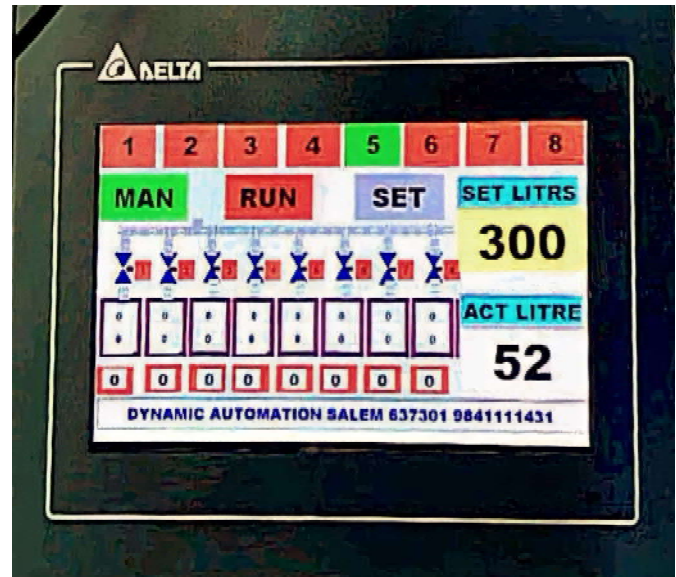 DELTA
1 2 3 4 5 6 7 8
MAN RUN SET SET LITRS
300
ACT LITRE
52
0 0 0 0 0 0 0 0
DYNAMIC AUTOMATION SALEM 637301 9841111431